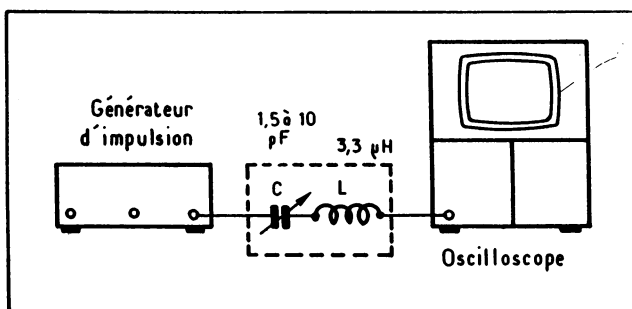 Générateur
d'impulsion
1,5 à 10
pF
3,3 µH
C
L
Oscilloscope